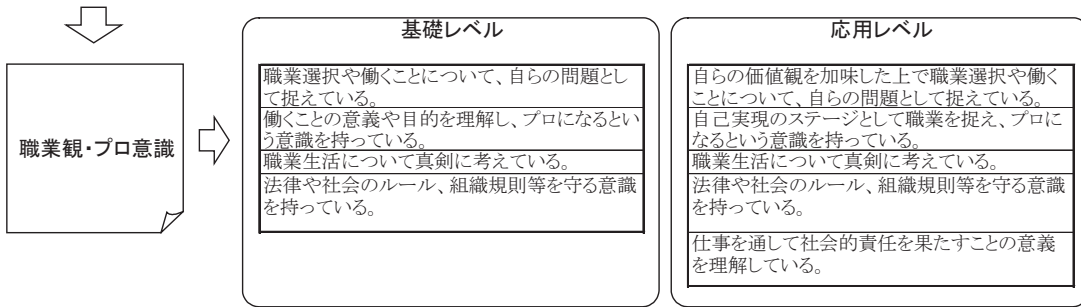 職業観・プロ意識
基礎レベル
職業選択や働くことについて、自らの問題とし
て捉えている。
働くことの意義や目的を理解し、プロになるとい
う意識を持っている。
職業生活について真剣に考えている。
法律や社会のルール、組織規則等を守る意識
を持っている。
応用レベル
自らの価値観を加味した上で職業選択や働く
ことについて、自らの問題として捉えている。
自己実現のステージとして職業を捉え、プロに
なるという意識を持っている。
職業生活について真剣に考えている。
法律や社会のルール、組織規則等を守る意識
を持っている。
仕事を通して社会的責任を果たすことの意義
を理解している。